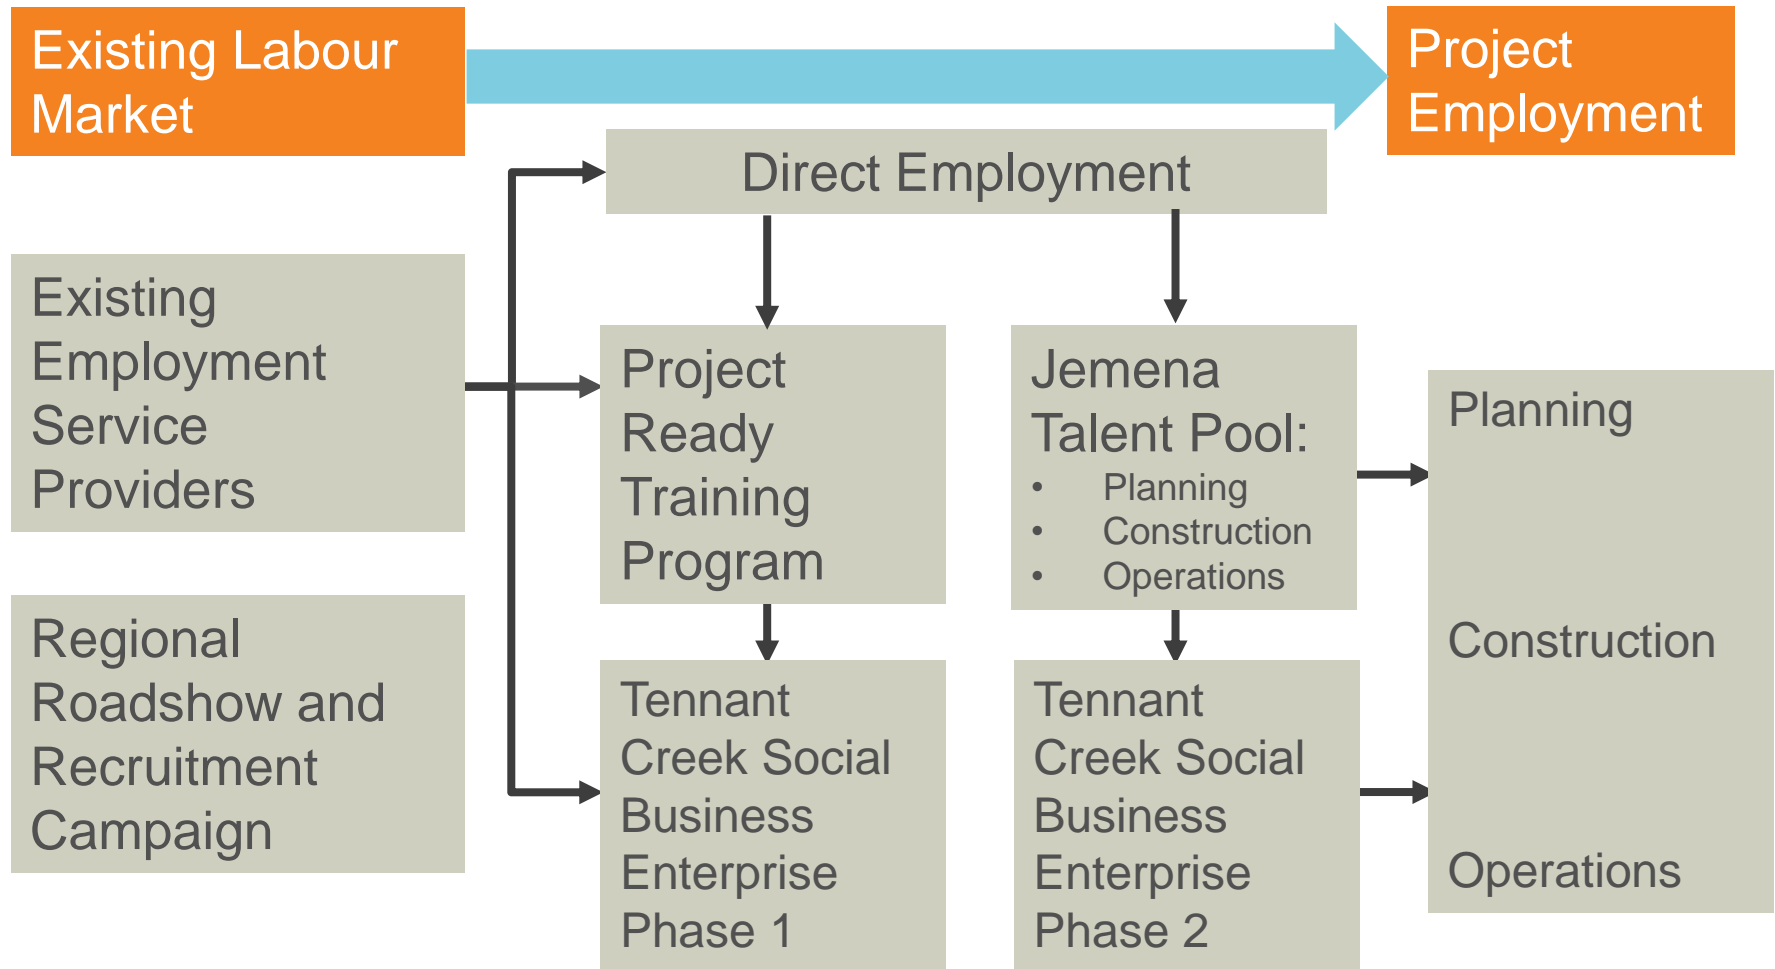 Existing Labour
Market
Project
Employment
Direct Employment
Existing
Employment
Service
Providers
Regional
Roadshow and
Recruitment
Campaign
Project
Ready
Training
Program
Tennant
Creek Social
Business
Enterprise
Phase 1
Jemena
Talent Pool:
• Planning
• Construction
• Operations
Tennant
Creek Social
Business
Enterprise
Phase 2
Planning
Construction
Operations